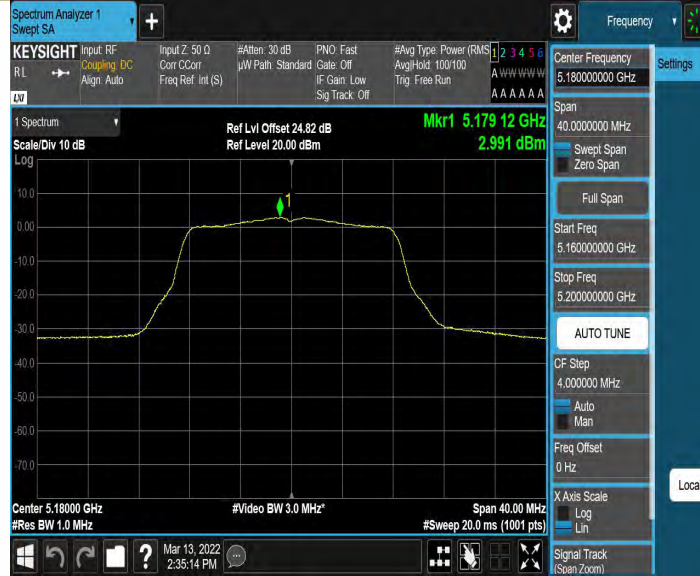 Spectrum Analyzer 1
Swept SA
Frequency
KEYSIGHT
RL
LXI
Input: RF
Coupling: DC
Align: Auto
Input Z: 50 Ω
Corr CCorr
Freq Ref: Int (S)
#Atten: 30 dB
µW Path: Standard
PNO: Fast
Gate: Off
IF Gain: Low
Sig Track: Off
#Avg Type: Power (RMS
Avg|Hold: 100/100
Trig: Free Run
1 2 3 4 5 6
A W W W W W
A A A A A A
Center Frequency
5.180000000 GHz
Settings
1 Spectrum
Scale/Div 10 dB
Ref Lvl Offset 24.82 dB
Ref Level 20.00 dBm
Mkr1 5.179 12 GHz
2.991 dBm
Span
40.0000000 MHz
Swept Span
Zero Span
Full Span
Start Freq
5.160000000 GHz
Stop Freq
5.200000000 GHz
AUTO TUNE
CF Step
4.000000 MHz
Auto
Man
Freq Offset
0 Hz
X Axis Scale
Log
Lin
Signal Track
(Span Zoom)
Loca
Log
10.0
0.00
-10.0
-20.0
-30.0
-40.0
-50.0
-60.0
-70.0
1
Center 5.18000 GHz
#Res BW 1.0 MHz
#Video BW 3.0 MHz*
Span 40.00 MHz
#Sweep 20.0 ms (1001 pts)
?
Mar 13, 2022
2:35:14 PM